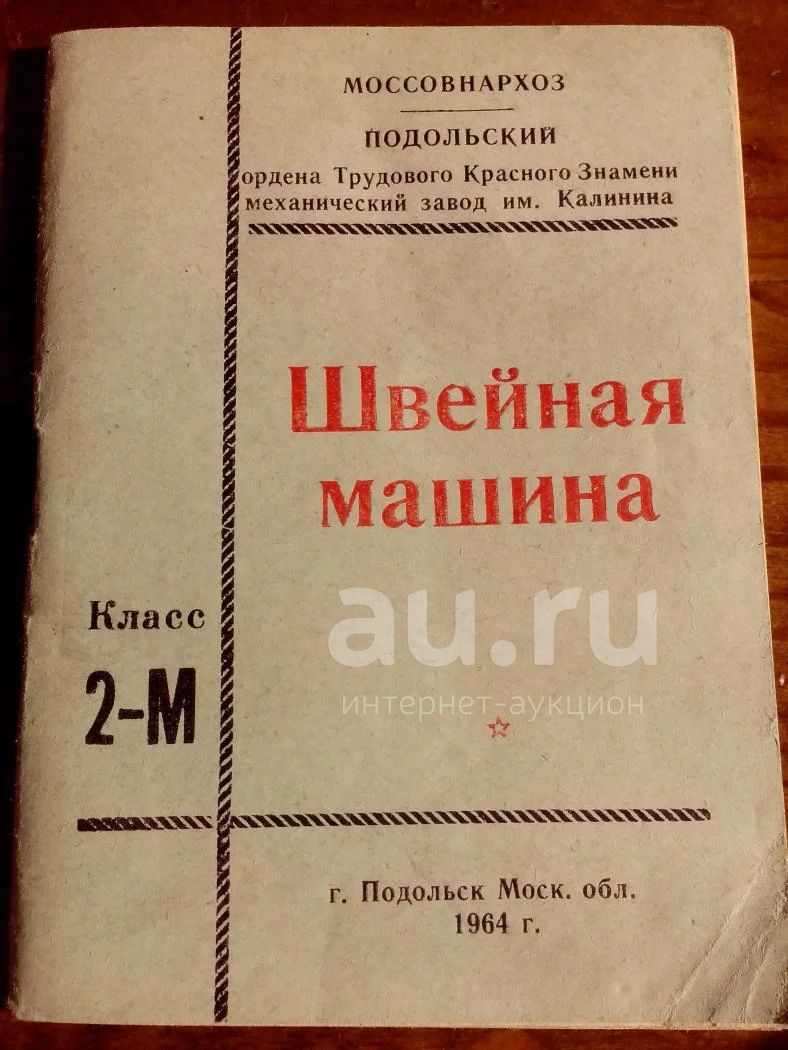 МОССОВНАРХОЗ
ПОДОЛЬСКИЙ
ордена Трудового Красного Знамени
механический завод им. Калинина
Швейная
машина
Класс
2-М
au.ru
интернет-аукцион
г. Подольск Моск. обл.
1964 г.